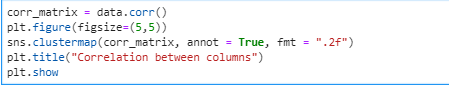 corr_matrix = data.corr()
plt.figure(figsize=(5,5))
sns.clustermap(corr_matrix, annot = True, fmt = ".2f")
plt.title("Correlation between columns")
plt.show